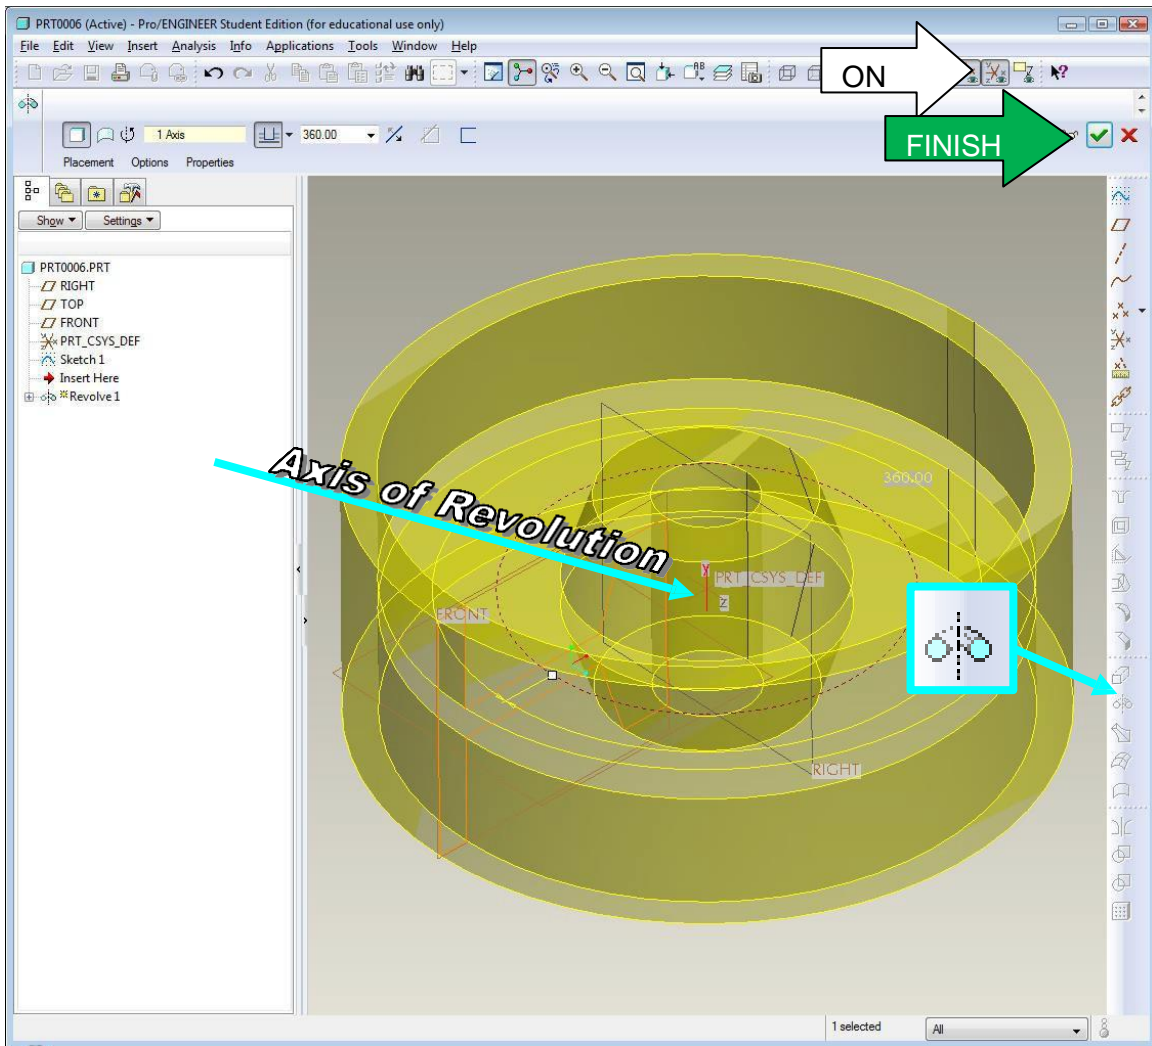 PRT0006 (Active) - Pro/ENGINEER Student Edition (for educational use only)
File Edit View Insert Analysis Info Applications Tools Window Help
ON
1 Axis 360.00
FINISH
Placement Options Properties
Show Settings
PRT0006.PRT
RIGHT
TOP
FRONT
PRT_CSYS_DEF
Sketch 1
Insert Here
Revolve 1
360.00
Axis of Revolution
Y
PRT_CSYS_DEF
Z
FRONT
RIGHT
1 selected All